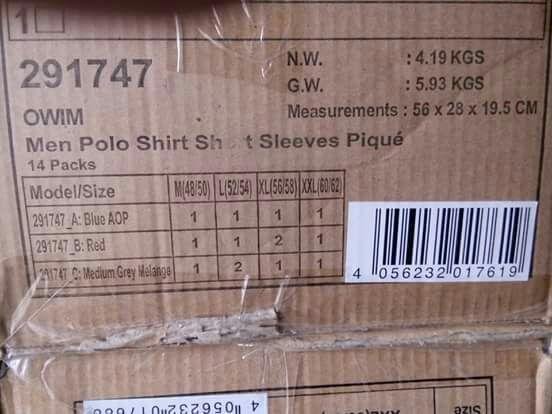 1
291747
N.W. : 4.19 KGS
G.W. : 5.93 KGS
OWIM
Measurements : 56 x 28 x 19.5 CM
Men Polo Shirt Sh t Sleeves Piqué
14 Packs
Model/Size M(48/50) L(52/54) XL(56/58) XXL(60/62)
291747_A: Blue AOP 1 1 1 1
291747_B: Red 1 1 2 1
291747_C: Medium Grey Melange 1 2 1 1
4 056232 017619
Size